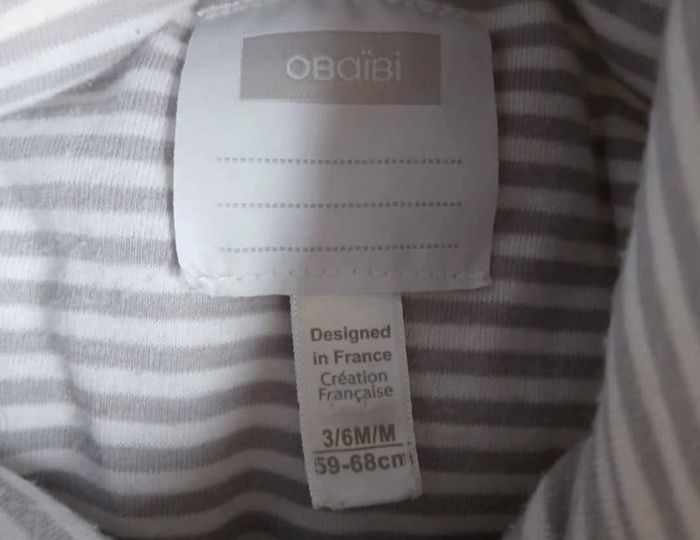 OBaïBi
Designed
in France
Création
Française
3/6M/M
59-68cm